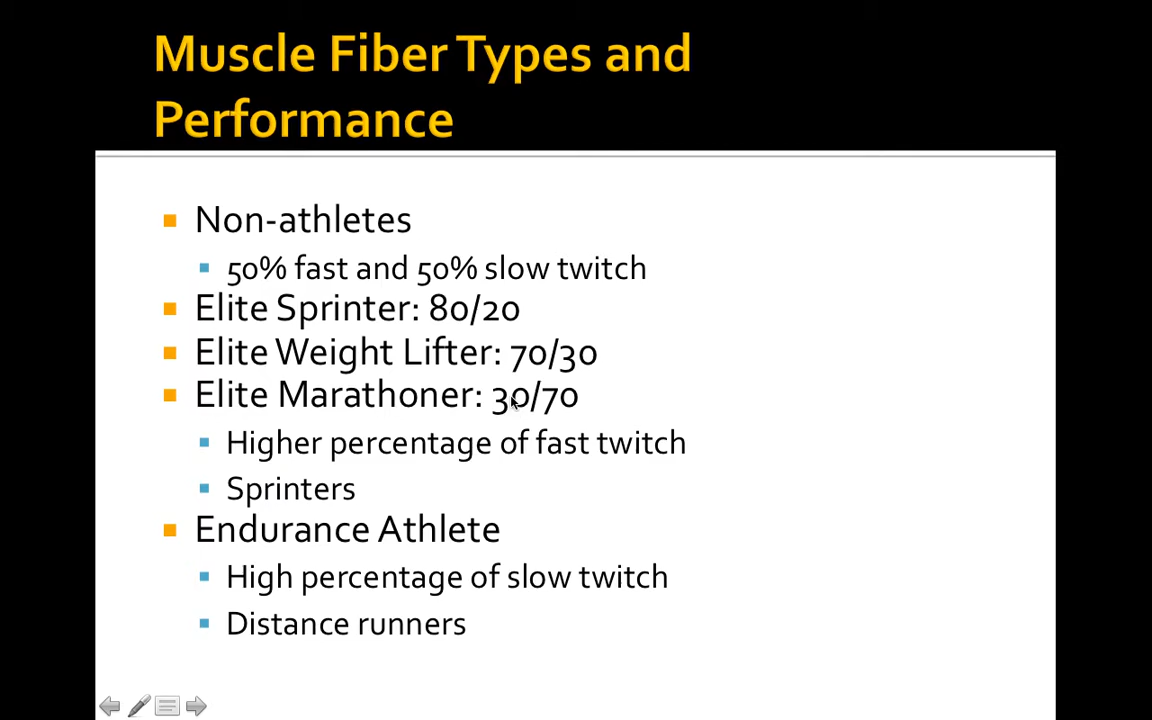 Muscle Fiber Types and
Performance
Non-athletes
50% fast and 50% slow twitch
Elite Sprinter: 80/20
Elite Weight Lifter: 70/30
Elite Marathoner: 30/70
Higher percentage of fast twitch
Sprinters
Endurance Athlete
High percentage of slow twitch
Distance runners